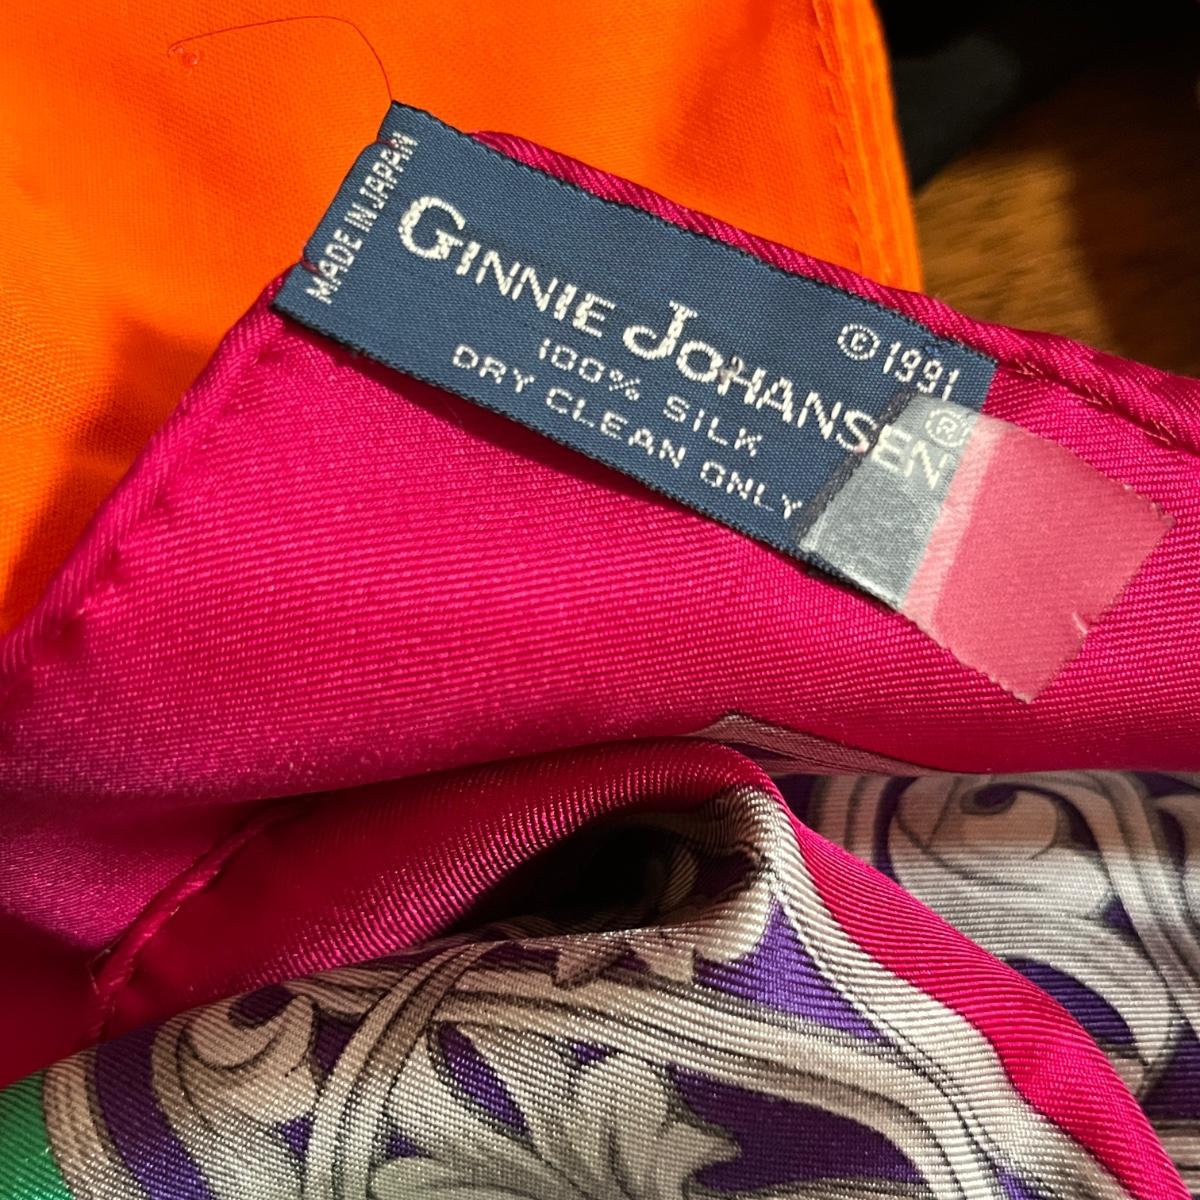 MADE IN JAPAN
©1991
GINNIE JOHANSEN®
100% SILK
DRY CLEAN ONLY